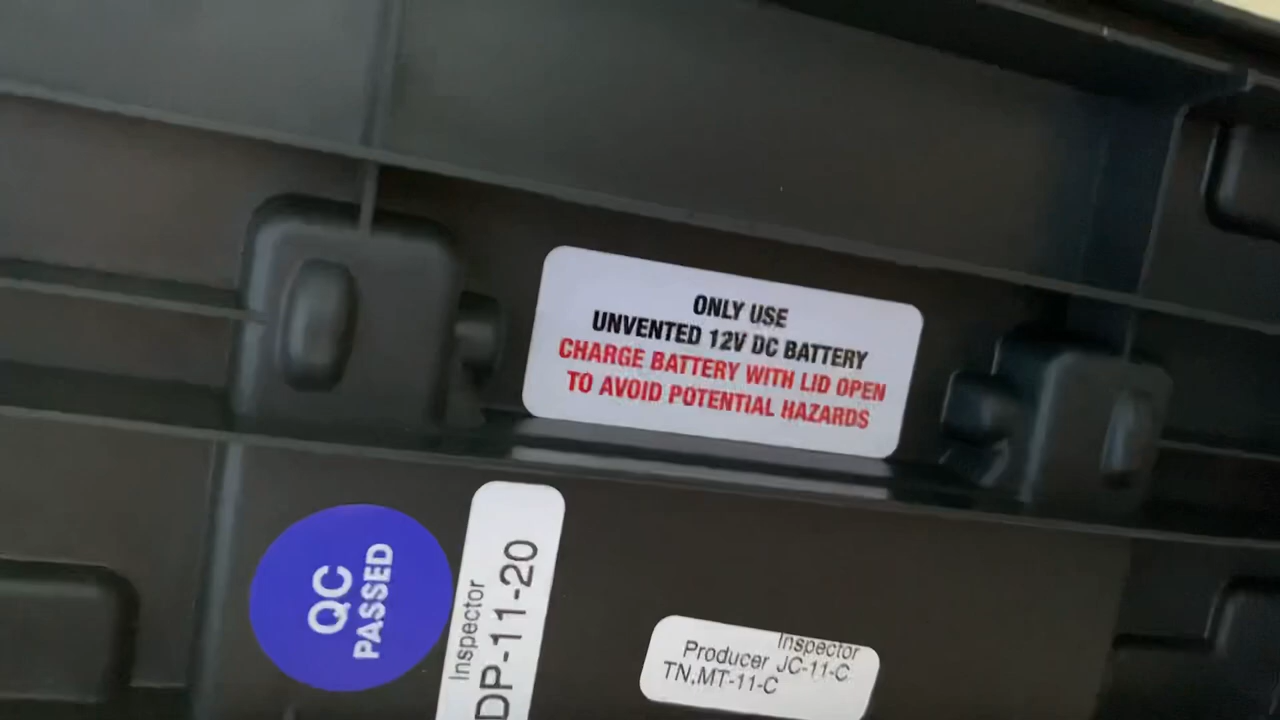 ONLY USE
UNVENTED 12V DC BATTERY
CHARGE BATTERY WITH LID OPEN
TO AVOID POTENTIAL HAZARDS
QC
PASSED
Inspector
DP-11-20
Inspector
Producer JC-11-C
TN,MT-11-C